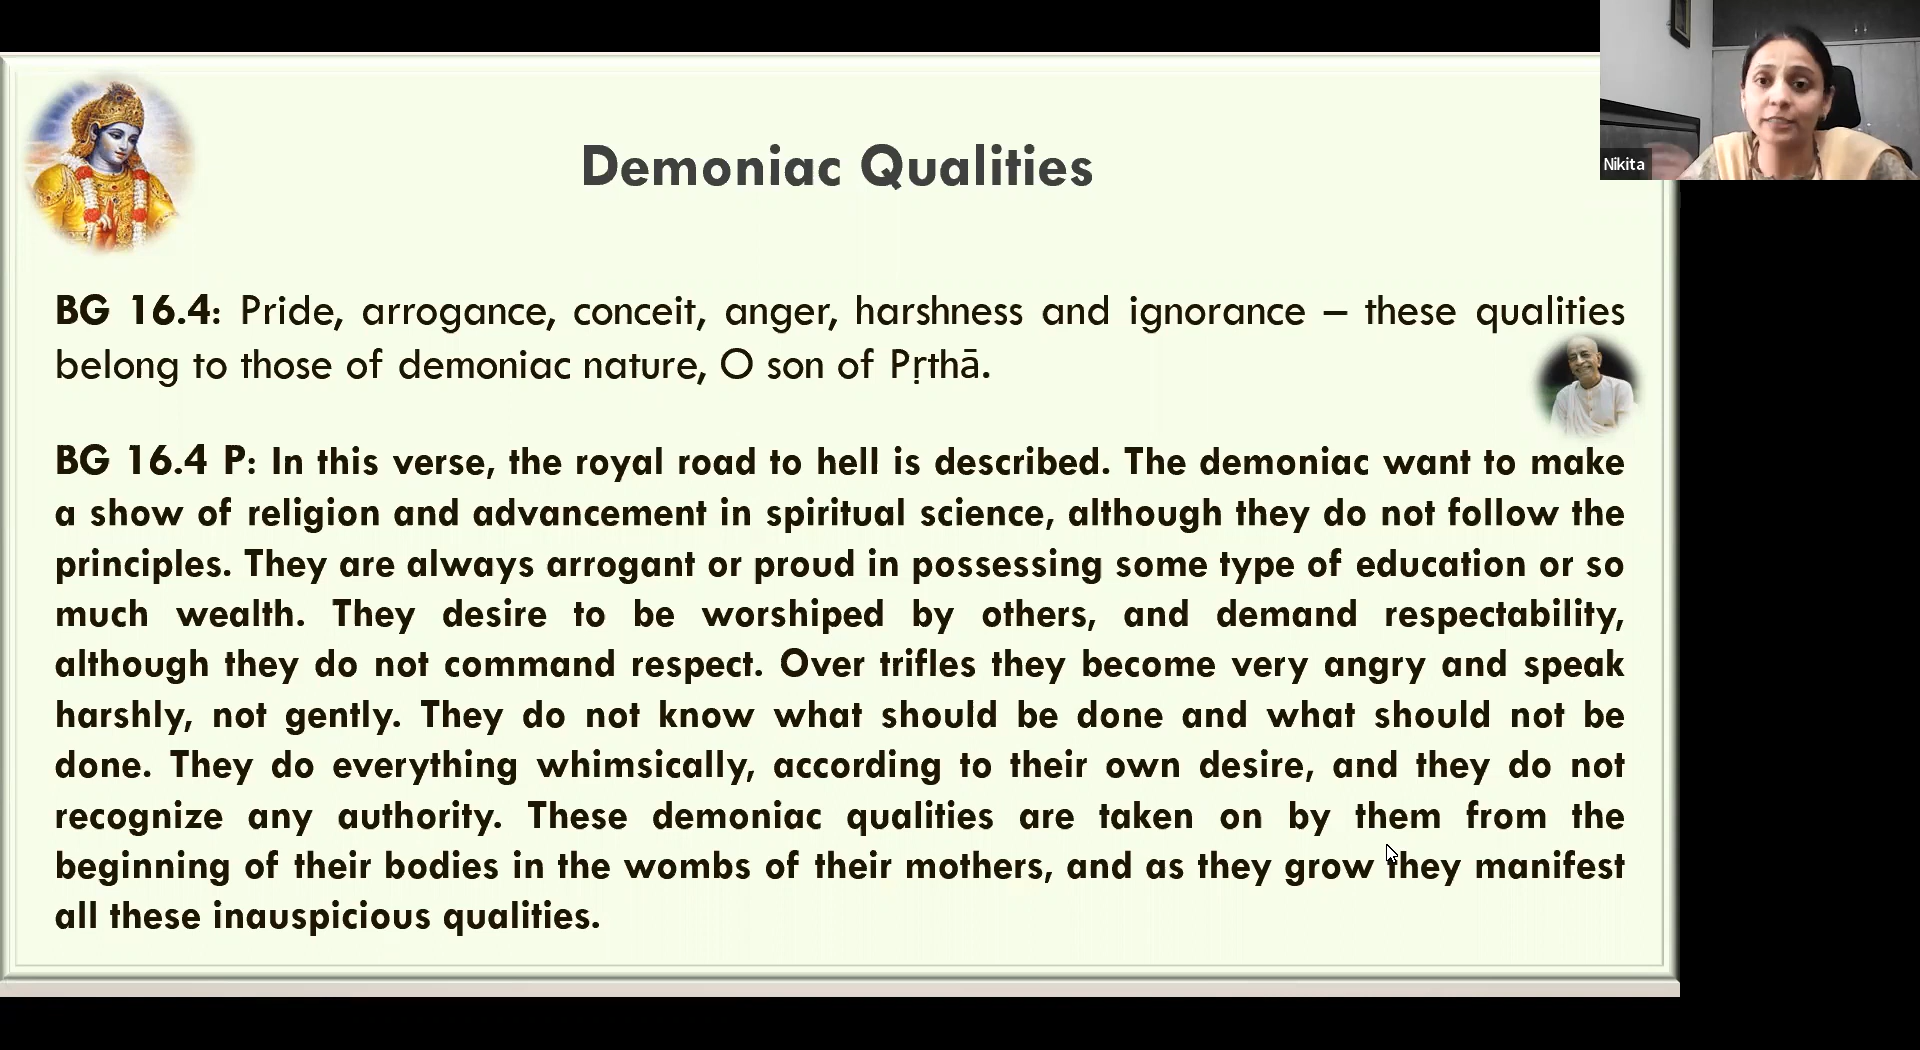 Demoniac Qualities
Nikita
BG 16.4: Pride, arrogance, conceit, anger, harshness and ignorance – these qualities
belong to those of demoniac nature, O son of Pṛthā.
BG 16.4 P: In this verse, the royal road to hell is described. The demoniac want to make
a show of religion and advancement in spiritual science, although they do not follow the
principles. They are always arrogant or proud in possessing some type of education or so
much wealth. They desire to be worshiped by others, and demand respectability,
although they do not command respect. Over trifles they become very angry and speak
harshly, not gently. They do not know what should be done and what should not be
done. They do everything whimsically, according to their own desire, and they do not
recognize any authority. These demoniac qualities are taken on by them from the
beginning of their bodies in the wombs of their mothers, and as they grow they manifest
all these inauspicious qualities.